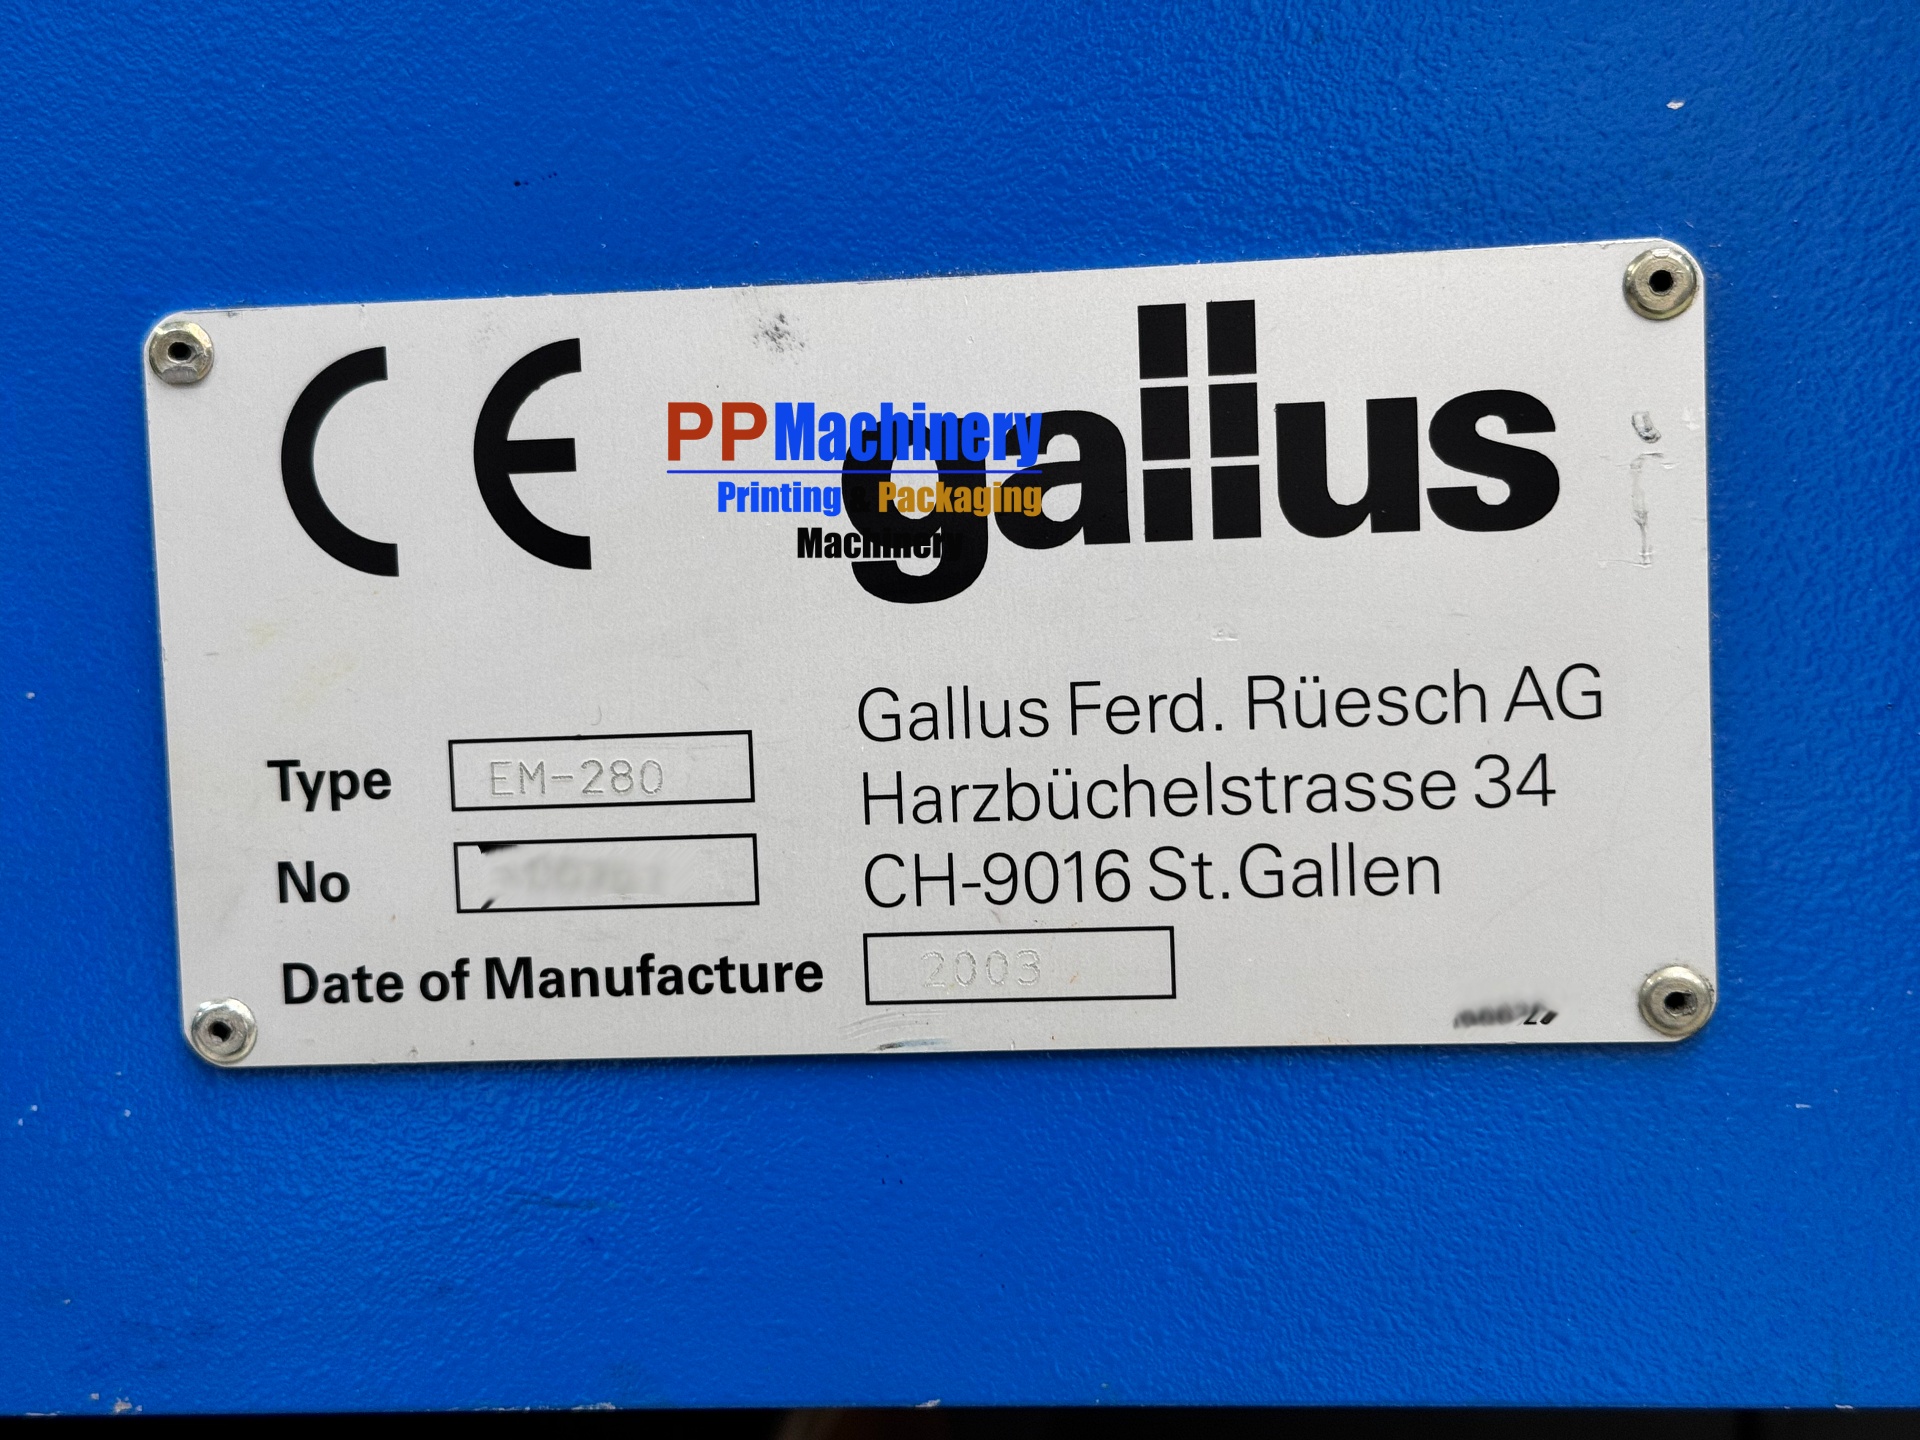 CE
gallus
PPMachinery
Printing & Packaging
Machinery
Gallus Ferd. Rüesch AG
Harzbüchelstrasse 34
CH-9016 St. Gallen
Type EM-280
No
Date of Manufacture 2003